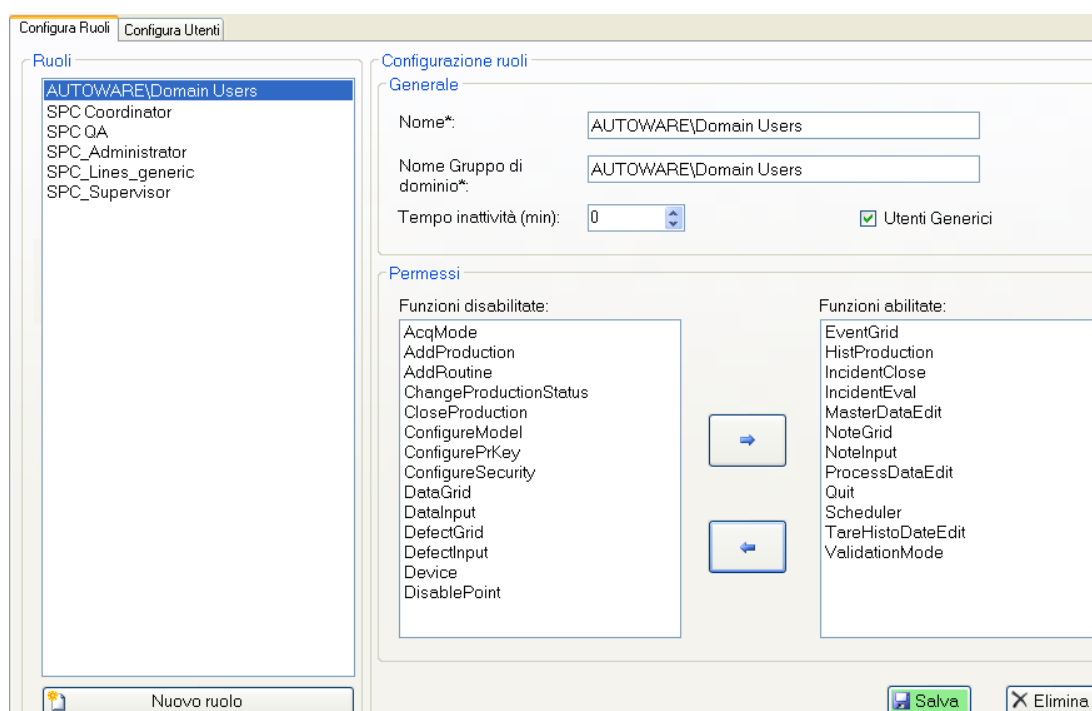 Configura Ruoli
Configura Utenti
Ruoli
AUTOWARE\Domain Users
SPC Coordinator
SPC QA
SPC_Administrator
SPC_Lines_generic
SPC_Supervisor
Nuovo ruolo
Configurazione ruoli
Generale
Nome*:
AUTOWARE\Domain Users
Nome Gruppo di
dominio*:
AUTOWARE\Domain Users
Tempo inattività (min):
0
Utenti Generici
Permessi
Funzioni disabilitate:
AcqMode
AddProduction
AddRoutine
ChangeProductionStatus
CloseProduction
ConfigureModel
ConfigurePrKey
ConfigureSecurity
DataGrid
DataInput
DefectGrid
DefectInput
Device
DisablePoint
Funzioni abilitate:
EventGrid
HistProduction
IncidentClose
IncidentEval
MasterDataEdit
NoteGrid
NoteInput
ProcessDataEdit
Quit
Scheduler
TareHistoDateEdit
ValidationMode
Salva
Elimina